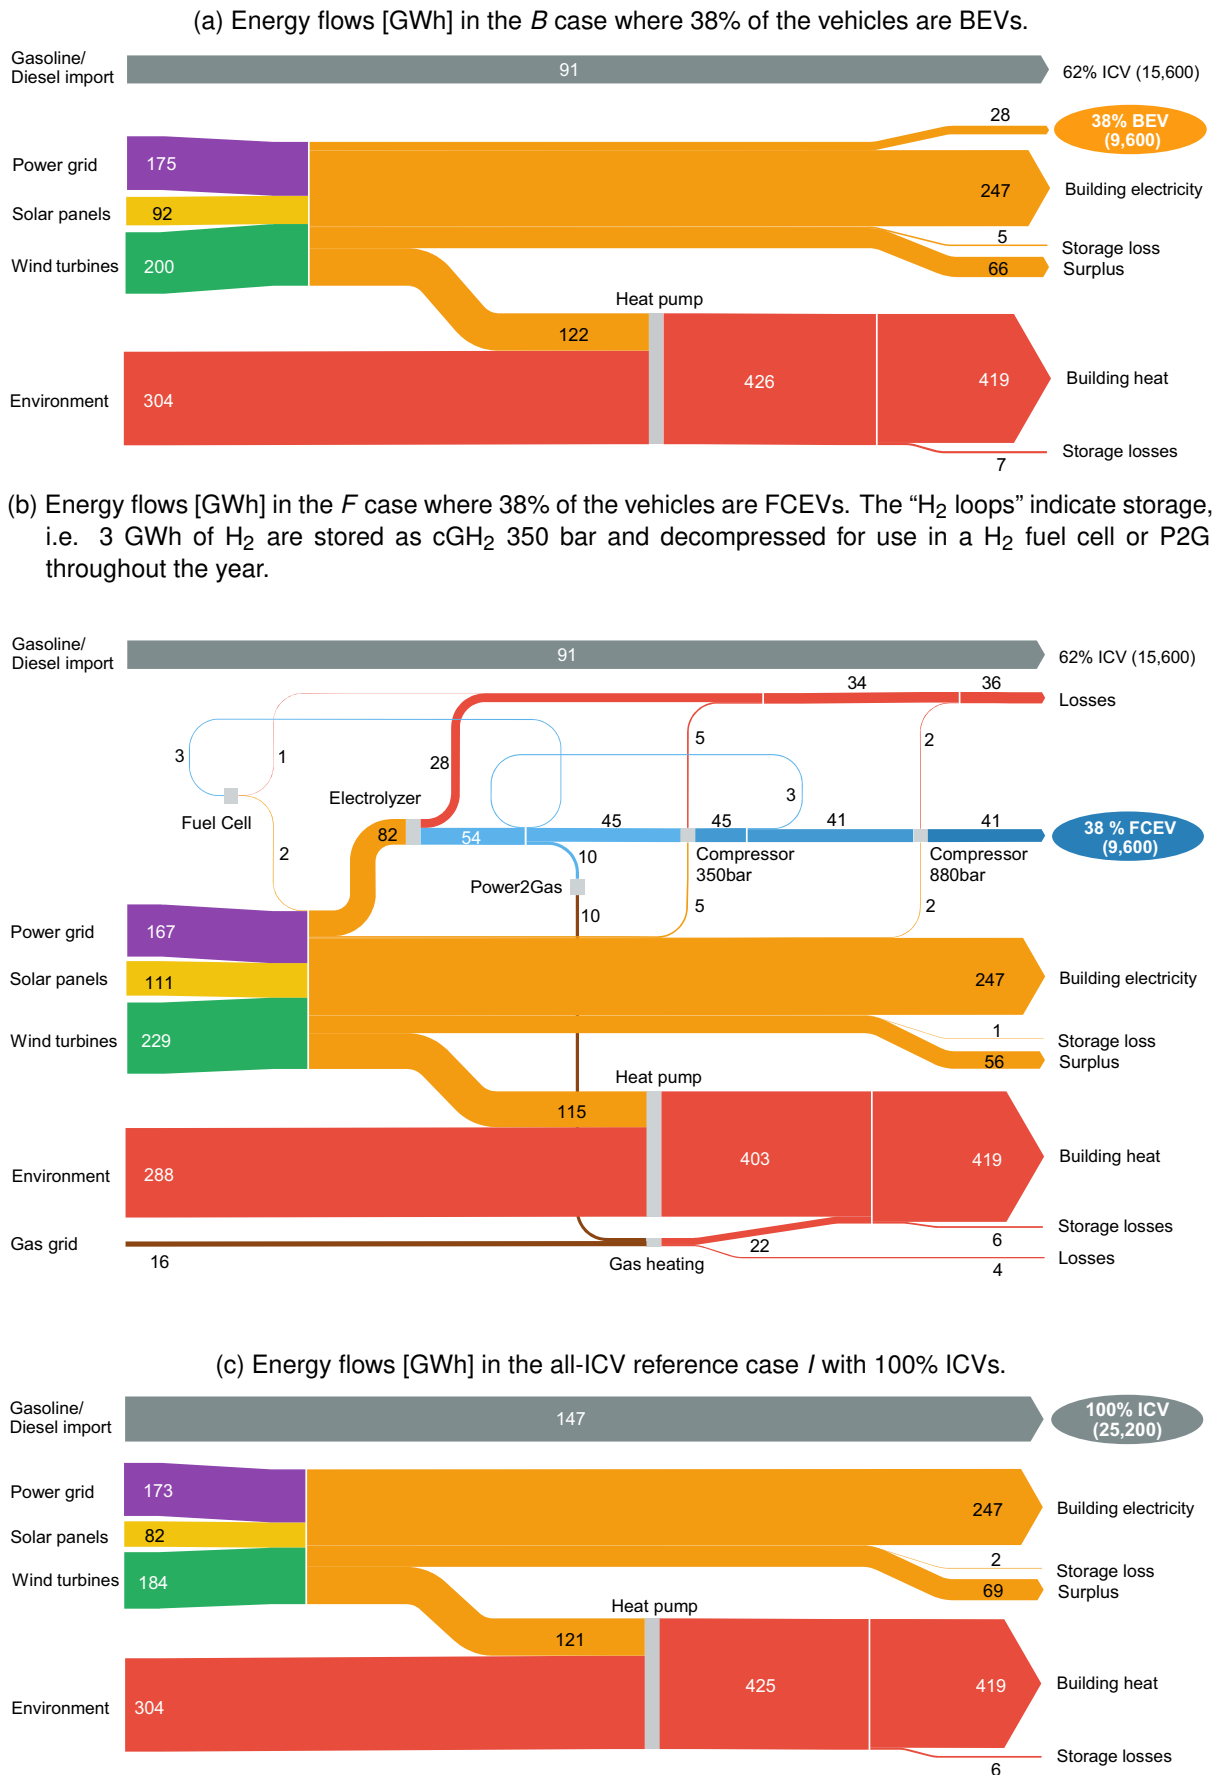 (a) Energy flows [GWh] in the B case where 38% of the vehicles are BEVs.
Gasoline/
Diesel import
91
62% ICV (15,600)
28
38% BEV
(9,600)
Power grid
175
247
Building electricity
Solar panels
92
5
Storage loss
Wind turbines
200
66
Surplus
Heat pump
122
Environment
304
426
419
Building heat
7
Storage losses
(b) Energy flows [GWh] in the F case where 38% of the vehicles are FCEVs. The “H2 loops” indicate storage,
i.e. 3 GWh of H2 are stored as cGH2 350 bar and decompressed for use in a H2 fuel cell or P2G
throughout the year.
Gasoline/
Diesel import
91
62% ICV (15,600)
34
36
Losses
3
1
28
5
2
Electrolyzer
3
Fuel Cell
82
54
45
45
41
41
38 % FCEV
(9,600)
2
10
Compressor
350bar
Compressor
880bar
Power2Gas
10
5
2
Power grid
167
Solar panels
111
247
Building electricity
Wind turbines
229
1
Storage loss
56
Surplus
Heat pump
115
Environment
288
403
419
Building heat
6
Storage losses
Gas grid
16
22
Gas heating
4
Losses
(c) Energy flows [GWh] in the all-ICV reference case I with 100% ICVs.
Gasoline/
Diesel import
147
100% ICV
(25,200)
Power grid
173
247
Building electricity
Solar panels
82
2
Storage loss
Wind turbines
184
69
Surplus
Heat pump
121
Environment
304
425
419
Building heat
6
Storage losses